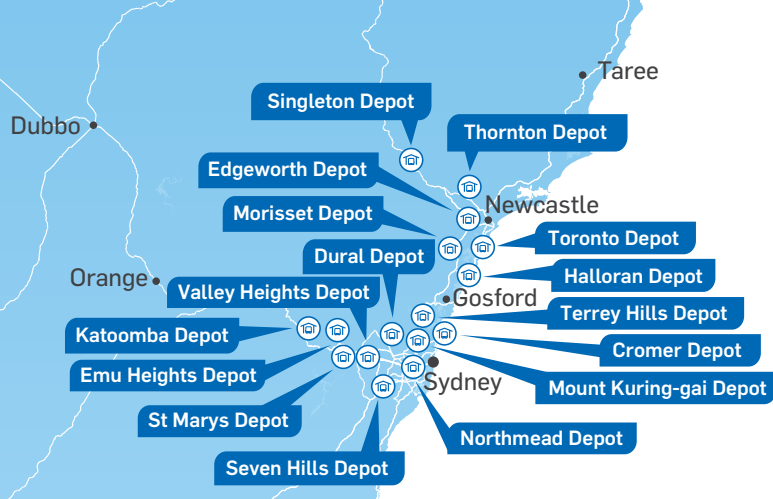 Taree
Singleton Depot
Dubbo
Thornton Depot
Edgeworth Depot
Newcastle
Morisset Depot
Toronto Depot
Dural Depot
Halloran Depot
Orange
Valley Heights Depot
Gosford
Terrey Hills Depot
Katoomba Depot
Cromer Depot
Emu Heights Depot
Sydney
Mount Kuring-gai Depot
St Marys Depot
Northmead Depot
Seven Hills Depot